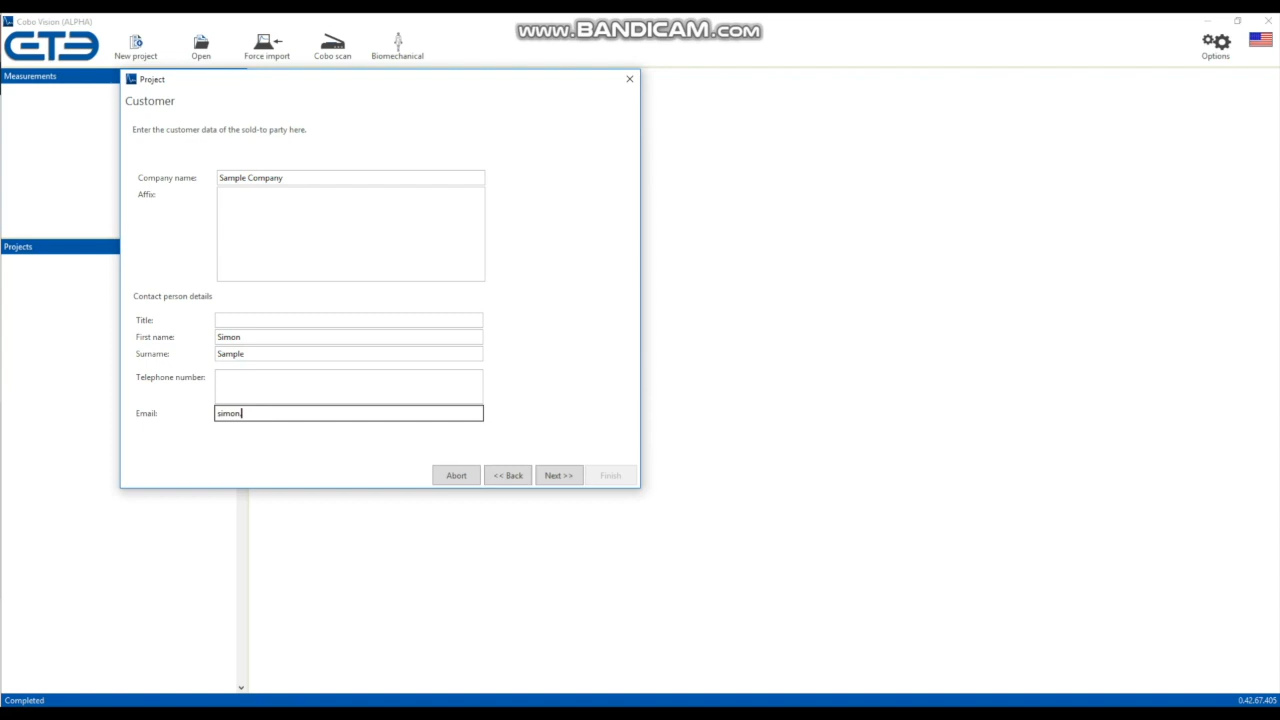 Cobo Vision (ALPHA)
www.BANDICAM.com
GTE
New project
Open
Force import
Cobo scan
Biomechanical
Options
Measurements
Project
Customer
Enter the customer data of the sold-to party here.
Company name:
Sample Company
Affix:
Projects
Contact person details
Title:
First name:
Simon
Surname:
Sample
Telephone number:
Email:
simon.
Abort
<< Back
Next >>
Finish
Completed
0.42.67.405